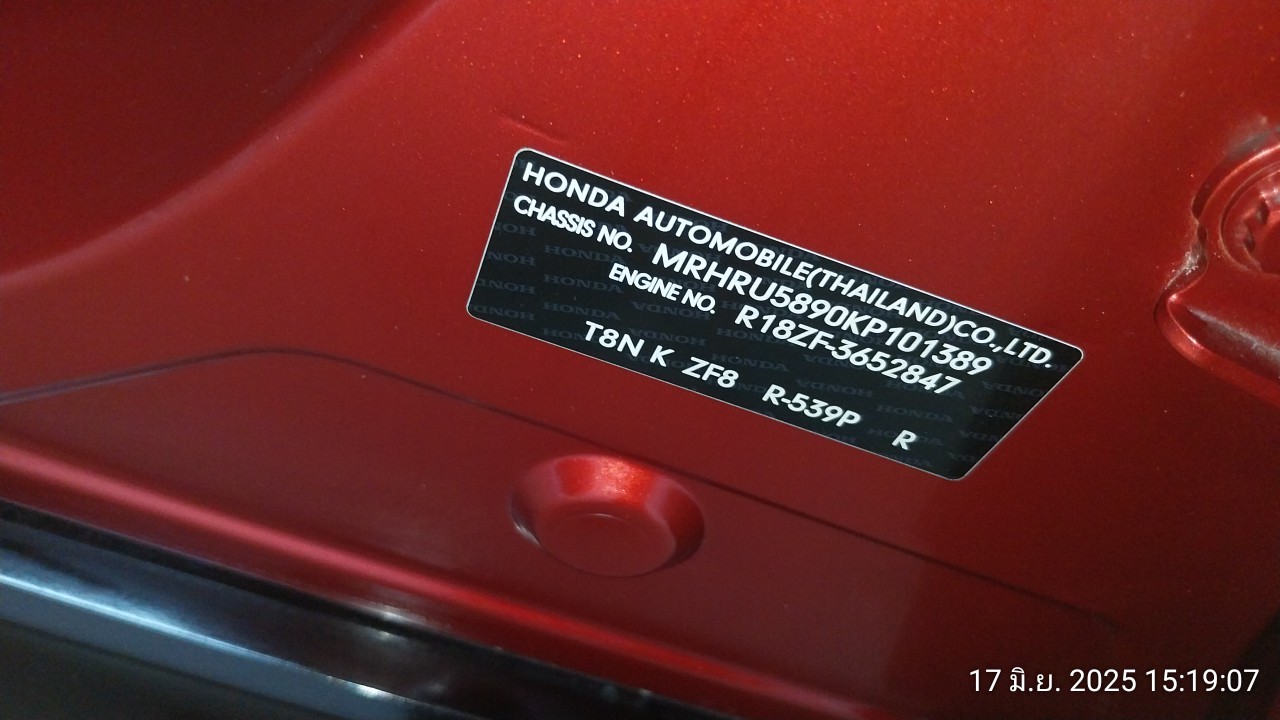 HONDA AUTOMOBILE(THAILAND)CO.,LTD.
CHASSIS NO. MRHRU5890KP101389
ENGINE NO. R18ZF-3652847
T8N K ZF8 R-539P R
17 มิ.ย. 2025 15:19:07